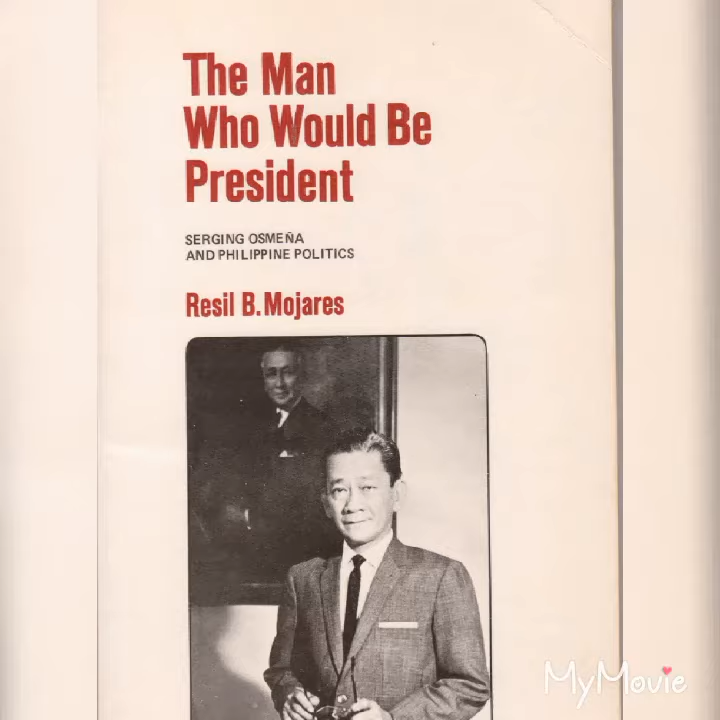 The Man
Who Would Be
President
SERGING OSMEÑA
AND PHILIPPINE POLITICS
Resil B. Mojares
MyMovie